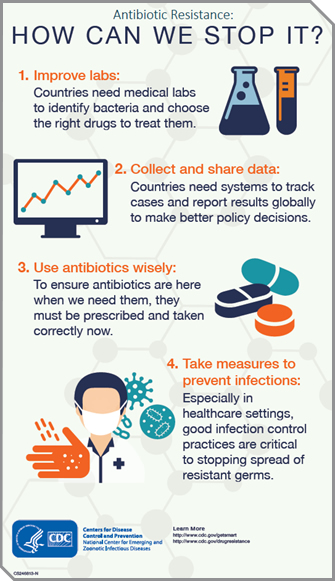 Antibiotic Resistance:
HOW CAN WE STOP IT?
1. Improve labs:
Countries need medical labs
to identify bacteria and choose
the right drugs to treat them.
2. Collect and share data:
Countries need systems to track
cases and report results globally
to make better policy decisions.
3. Use antibiotics wisely:
To ensure antibiotics are here
when we need them, they
must be prescribed and taken
correctly now.
4. Take measures to
prevent infections:
Especially in
healthcare settings,
good infection control
practices are critical
to stopping spread of
resistant germs.
CDC
Centers for Disease
Control and Prevention
National Center for Emerging and
Zoonotic Infectious Diseases
Learn More
http://www.cdc.gov/getsmart
http://www.cdc.gov/drugresistance